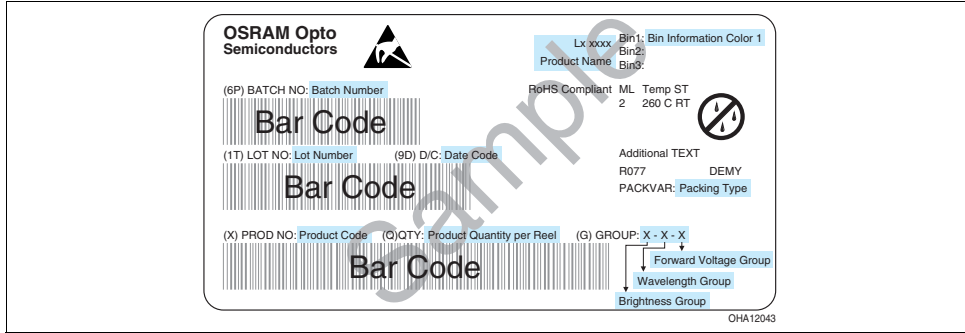 OSRAM Opto
Semiconductors
Lx xxxx
Product Name
Bin1: Bin Information Color 1
Bin2:
Bin3:
(6P) BATCH NO: Batch Number
RoHS Compliant
ML Temp ST
2 260 C RT
Bar Code
(1T) LOT NO: Lot Number (9D) D/C: Date Code
Bar Code
Additional TEXT
R077 DEMY
PACKVAR: Packing Type
(X) PROD NO: Product Code (Q)QTY: Product Quantity per Reel (G) GROUP: X - X - X
Bar Code
Forward Voltage Group
Wavelength Group
Brightness Group
Sample
OHA12043